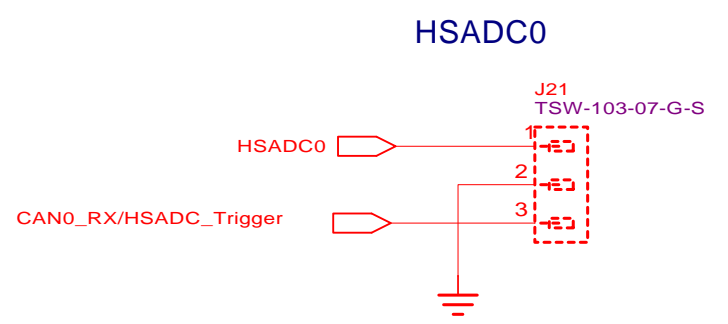 HSADC0
J21
TSW-103-07-G-S
1
HSADC0
2
3
CAN0_RX/HSADC_Trigger